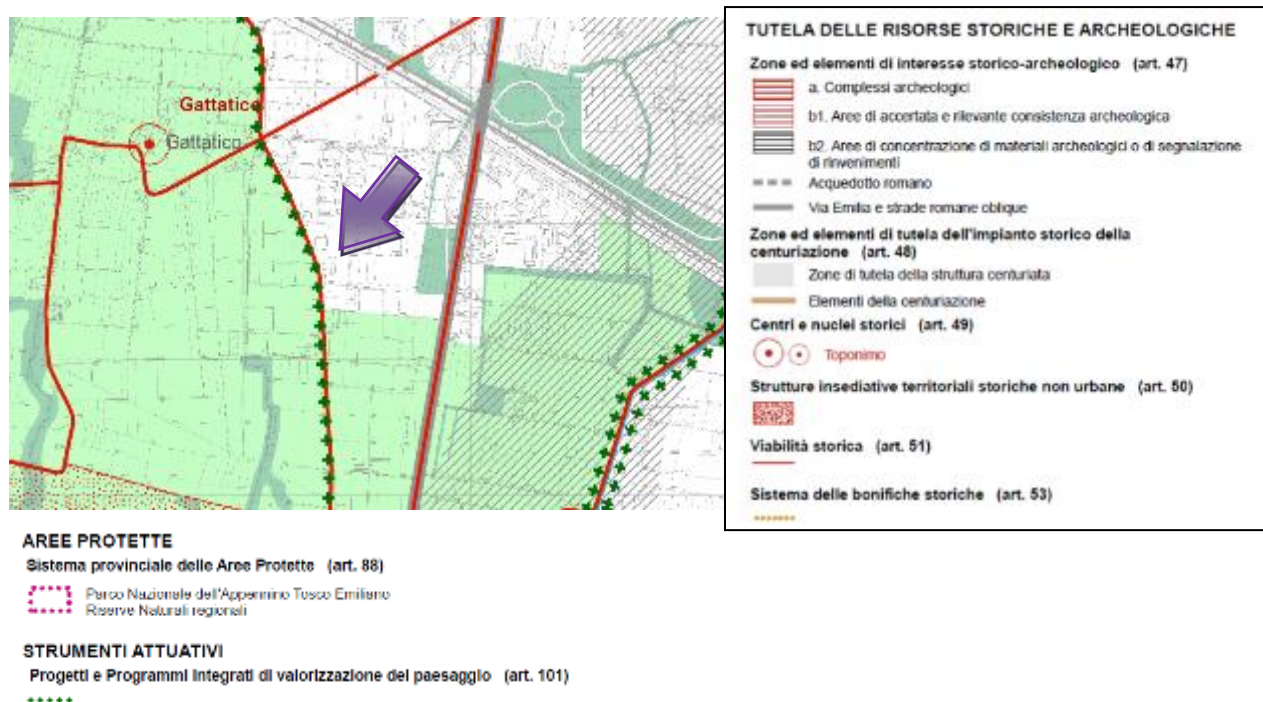 Gattatico
Gattatico
TUTELA DELLE RISORSE STORICHE E ARCHEOLOGICHE
Zone ed elementi di interesse storico-archeologico (art. 47)
a. Complessi archeologici
b1. Aree di accertata e rilevante consistenza archeologica
b2. Aree di concentrazione di materiali archeologici o di segnalazione
di rinvenimenti
Acquedotto romano
Via Emilia e strade romane oblique
Zone ed elementi di tutela dell'impianto storico della
centuriazione (art. 48)
Zone di tutela della struttura centuriata
Elementi della centuriazione
Centri e nuclei storici (art. 49)
Toponimo
Strutture insediative territoriali storiche non urbane (art. 50)
Viabilità storica (art. 51)
Sistema delle bonifiche storiche (art. 53)
AREE PROTETTE
Sistema provinciale delle Aree Protette (art. 88)
Parco Nazionale dell'Appennino Tosco Emiliano
Riserve Naturali regionali
STRUMENTI ATTUATIVI
Progetti e Programmi Integrati di valorizzazione del paesaggio (art. 101)